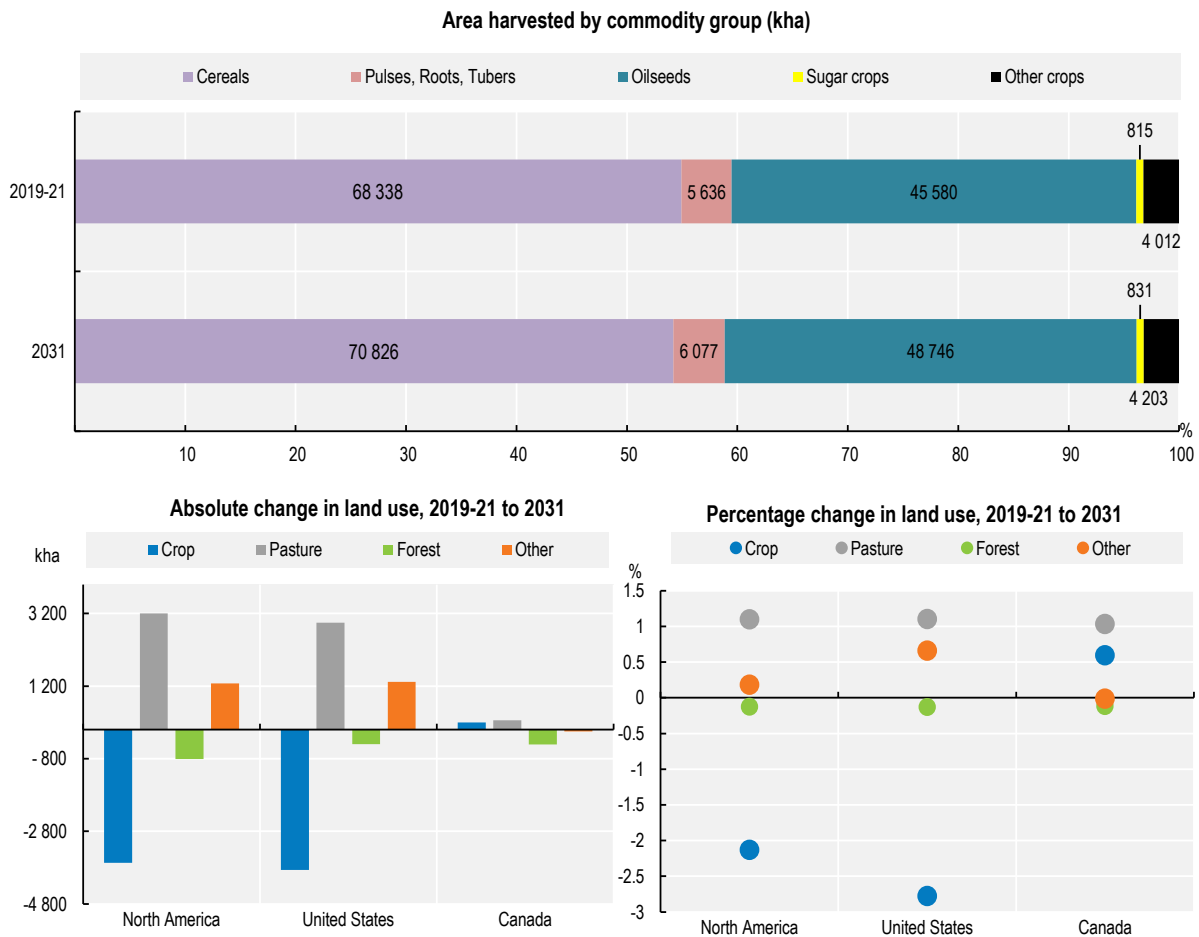 Area harvested by commodity group (kha)
Cereals Pulses, Roots, Tubers Oilseeds Sugar crops Other crops
815
2019-21 68 338 5 636 45 580
4 012
831
2031 70 826 6 077 48 746
4 203
%
10 20 30 40 50 60 70 80 90 100
Absolute change in land use, 2019-21 to 2031
kha
Crop Pasture Forest Other
3 200
1 200
- 800
-2 800
-4 800
North America United States Canada
Percentage change in land use, 2019-21 to 2031
Crop Pasture Forest Other
%
1.5
1
0.5
0
-0.5
-1
-1.5
-2
-2.5
-3
North America United States Canada